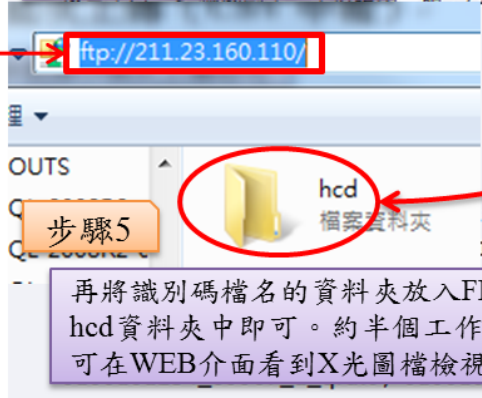 ftp://211.23.160.110/
理
OUTS
hcd
檔案資料夾
步驟5
再將識別碼檔名的資料夾放入
hcd資料夾中即可。約半個工作
可在WEB介面看到X光圖檔檢視